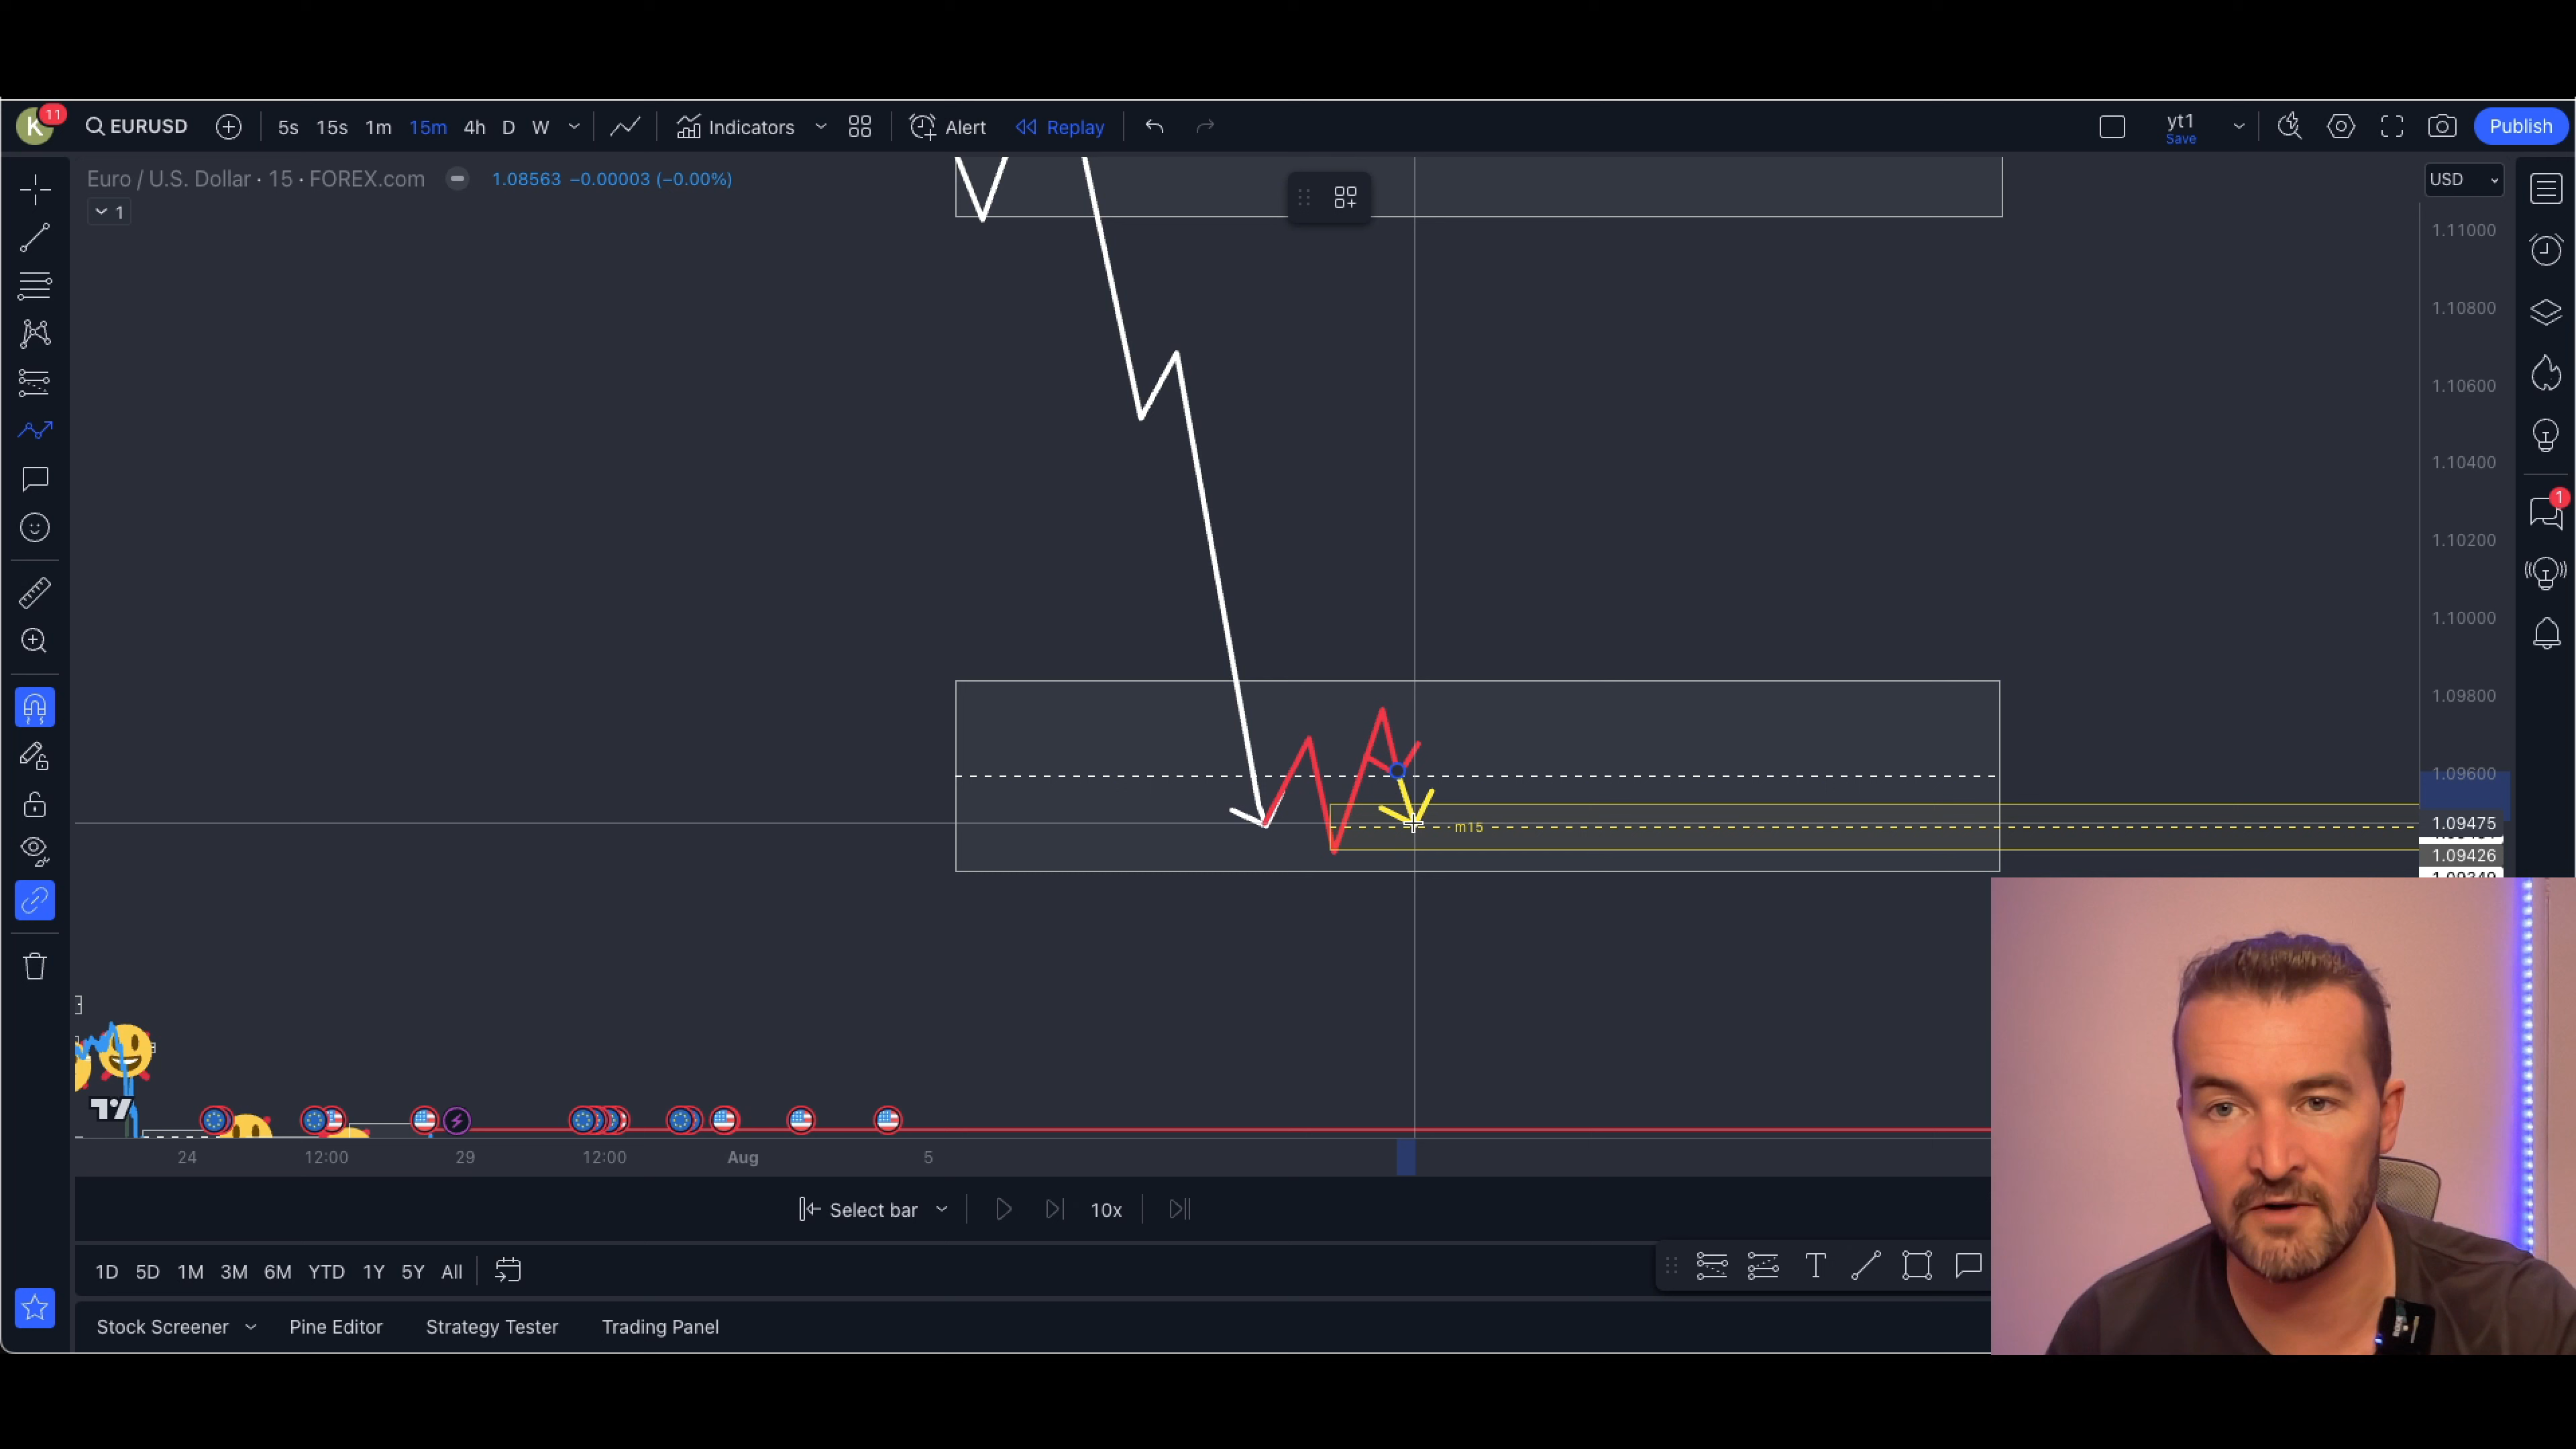 K 11 EURUSD 5s 15s 1m 15m 4h D W Indicators Alert Replay yt1 Save Publish
Euro / U.S. Dollar · 15 · FOREX.com 1.08563 −0.00003 (−0.00%) USD
1
1.11000
1.10800
1.10600
1.10400
1
1.10200
1.10000
1.09800
1.09600
m15
1.09475
1.09426
24 12:00 29 12:00 Aug 5
Select bar 10x
1D 5D 1M 3M 6M YTD 1Y 5Y All
T
Stock Screener Pine Editor Strategy Tester Trading Panel